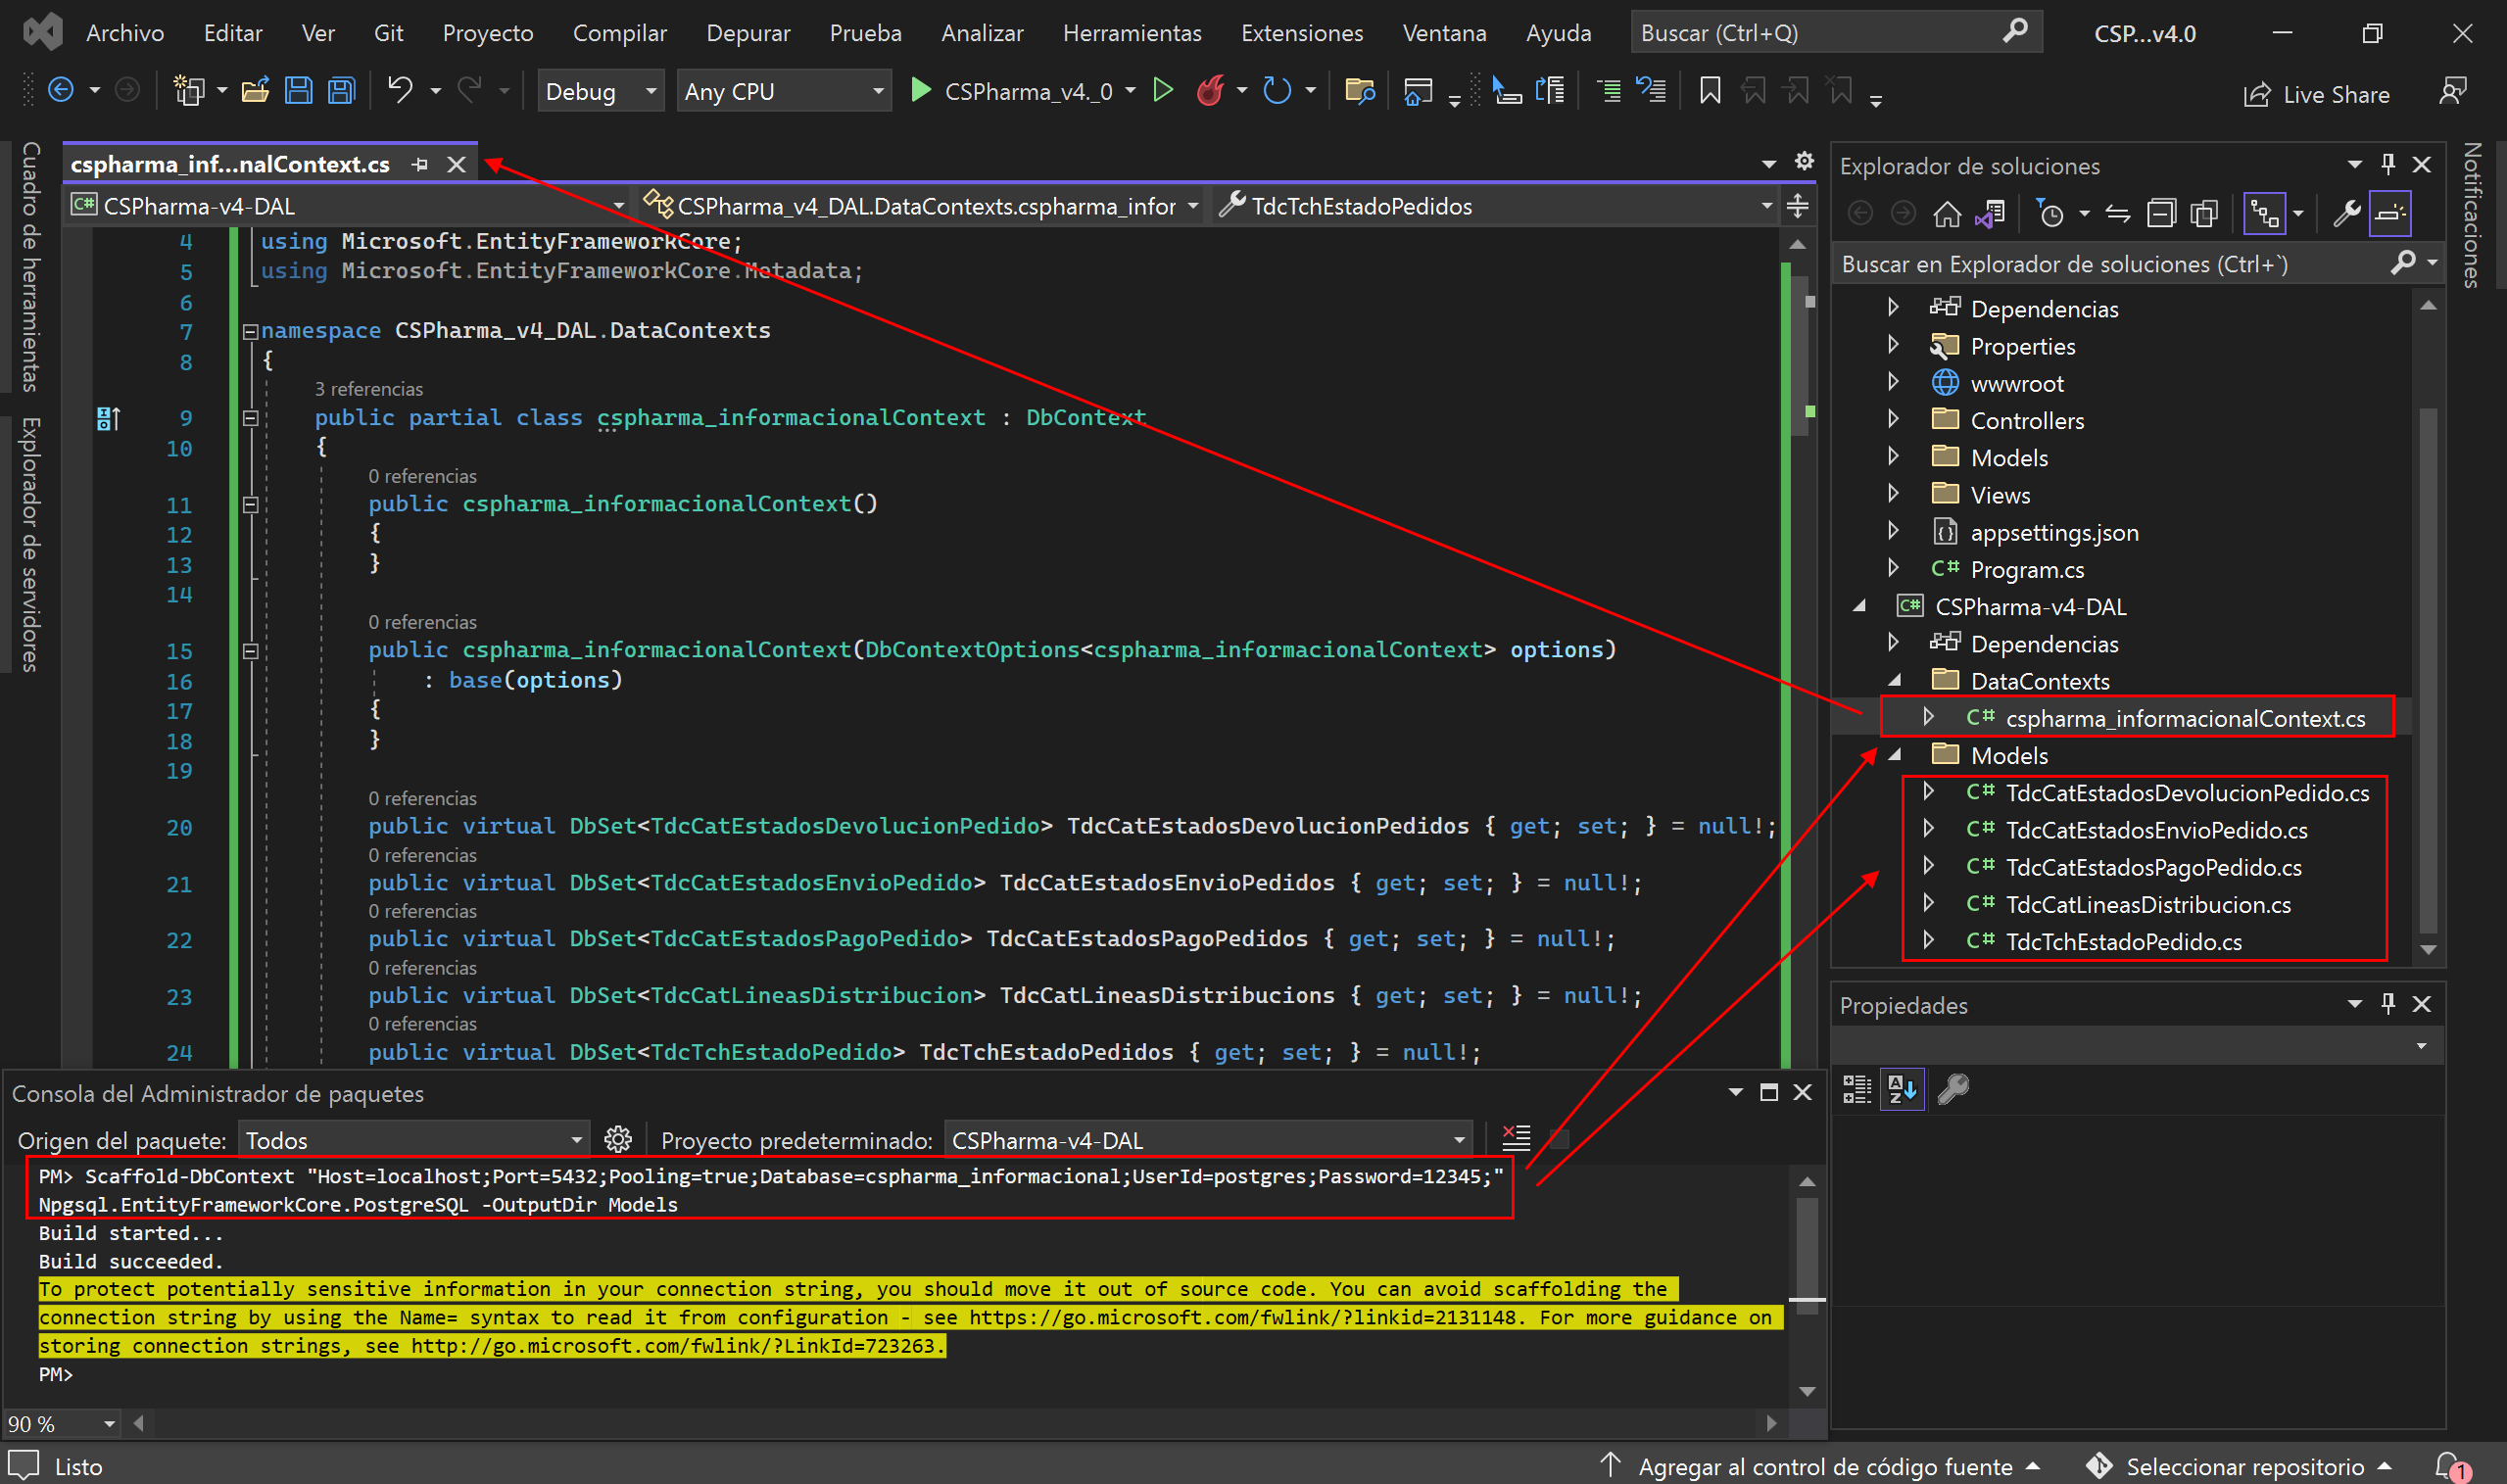 Archivo Editar Ver Git Proyecto Compilar Depurar Prueba Analizar Herramientas Extensiones Ventana Ayuda Buscar (Ctrl+Q) CSP...v4.0
Debug Any CPU CSPharma_v4._0 Live Share
Cuadro de herramientas
Explorador de servidores
cspharma_inf...nalContext.cs
C# CSPharma-v4-DAL CSPharma_v4_DAL.DataContexts.cspharma_infor TdcTchEstadoPedidos
4 using Microsoft.EntityFrameworkCore;
5 using Microsoft.EntityFrameworkCore.Metadata;
6
7 namespace CSPharma_v4_DAL.DataContexts
8 {
3 referencias
9 public partial class cspharma_informacionalContext : DbContext
10 {
0 referencias
11 public cspharma_informacionalContext()
12 {
13 }
14
0 referencias
15 public cspharma_informacionalContext(DbContextOptions<cspharma_informacionalContext> options)
16 : base(options)
17 {
18 }
19
0 referencias
20 public virtual DbSet<TdcCatEstadosDevolucionPedido> TdcCatEstadosDevolucionPedidos { get; set; } = null!;
0 referencias
21 public virtual DbSet<TdcCatEstadosEnvioPedido> TdcCatEstadosEnvioPedidos { get; set; } = null!;
0 referencias
22 public virtual DbSet<TdcCatEstadosPagoPedido> TdcCatEstadosPagoPedidos { get; set; } = null!;
0 referencias
23 public virtual DbSet<TdcCatLineasDistribucion> TdcCatLineasDistribucions { get; set; } = null!;
0 referencias
24 public virtual DbSet<TdcTchEstadoPedido> TdcTchEstadoPedidos { get; set; } = null!;
Consola del Administrador de paquetes
Origen del paquete: Todos Proyecto predeterminado: CSPharma-v4-DAL
PM> Scaffold-DbContext "Host=localhost;Port=5432;Pooling=true;Database=cspharma_informacional;UserId=postgres;Password=12345;"
Npgsql.EntityFrameworkCore.PostgreSQL -OutputDir Models
Build started...
Build succeeded.
To protect potentially sensitive information in your connection string, you should move it out of source code. You can avoid scaffolding the
connection string by using the Name= syntax to read it from configuration - see https://go.microsoft.com/fwlink/?linkid=2131148. For more guidance on
storing connection strings, see http://go.microsoft.com/fwlink/?LinkId=723263.
PM>
90 %
Explorador de soluciones
Buscar en Explorador de soluciones (Ctrl+`)
Dependencias
Properties
wwwroot
Controllers
Models
Views
appsettings.json
C# Program.cs
C# CSPharma-v4-DAL
Dependencias
DataContexts
C# cspharma_informacionalContext.cs
Models
C# TdcCatEstadosDevolucionPedido.cs
C# TdcCatEstadosEnvioPedido.cs
C# TdcCatEstadosPagoPedido.cs
C# TdcCatLineasDistribucion.cs
C# TdcTchEstadoPedido.cs
Propiedades
Notificaciones
Listo Agregar al control de código fuente Seleccionar repositorio 1